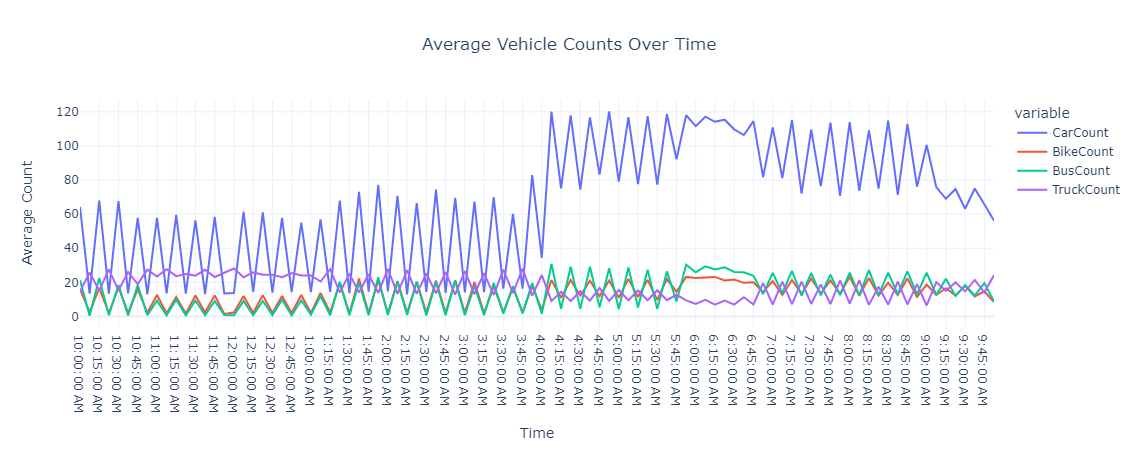 Average Vehicle Counts Over Time
Average Count
120
100
80
60
40
20
0
10:00:00 AM
10:15:00 AM
10:30:00 AM
10:45:00 AM
11:00:00 AM
11:15:00 AM
11:30:00 AM
11:45:00 AM
12:00:00 AM
12:15:00 AM
12:30:00 AM
12:45:00 AM
1:00:00 AM
1:15:00 AM
1:30:00 AM
1:45:00 AM
2:00:00 AM
2:15:00 AM
2:30:00 AM
2:45:00 AM
3:00:00 AM
3:15:00 AM
3:30:00 AM
3:45:00 AM
4:00:00 AM
4:15:00 AM
4:30:00 AM
4:45:00 AM
5:00:00 AM
5:15:00 AM
5:30:00 AM
5:45:00 AM
6:00:00 AM
6:15:00 AM
6:30:00 AM
6:45:00 AM
7:00:00 AM
7:15:00 AM
7:30:00 AM
7:45:00 AM
8:00:00 AM
8:15:00 AM
8:30:00 AM
8:45:00 AM
9:00:00 AM
9:15:00 AM
9:30:00 AM
9:45:00 AM
Time
variable
CarCount
BikeCount
BusCount
TruckCount